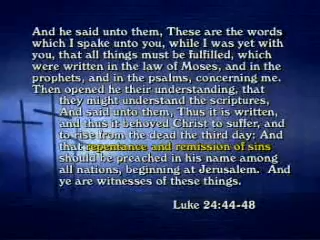 And he said unto them, These are the words
which I spake unto you, while I was yet with
you, that all things must be fulfilled, which
were written in the law of Moses, and in the
prophets, and in the psalms, concerning me.
Then opened he their understanding, that
they might understand the scriptures,
And said unto them, Thus it is written,
and thus it behoved Christ to suffer, and
to rise from the dead the third day: And
that repentance and remission of sins
should be preached in his name among
all nations, beginning at Jerusalem. And
ye are witnesses of these things.
Luke 24:44-48